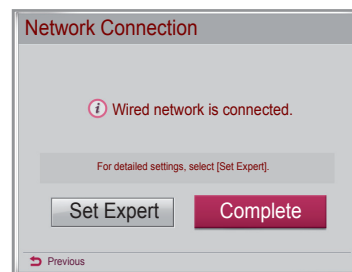 Network Connection
Wired network is connected.
For detailed settings, select [Set Expert].
Set Expert
Complete
Previous